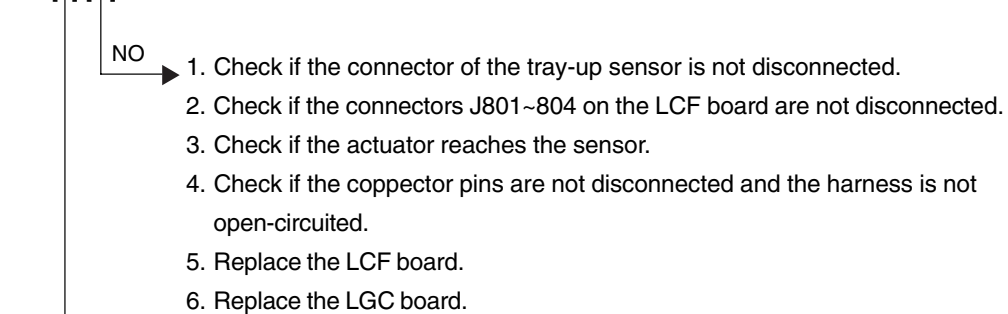 NO
1. Check if the connector of the tray-up sensor is not disconnected.
2. Check if the connectors J801~804 on the LCF board are not disconnected.
3. Check if the actuator reaches the sensor.
4. Check if the coppector pins are not disconnected and the harness is not
open-circuited.
5. Replace the LCF board.
6. Replace the LGC board.